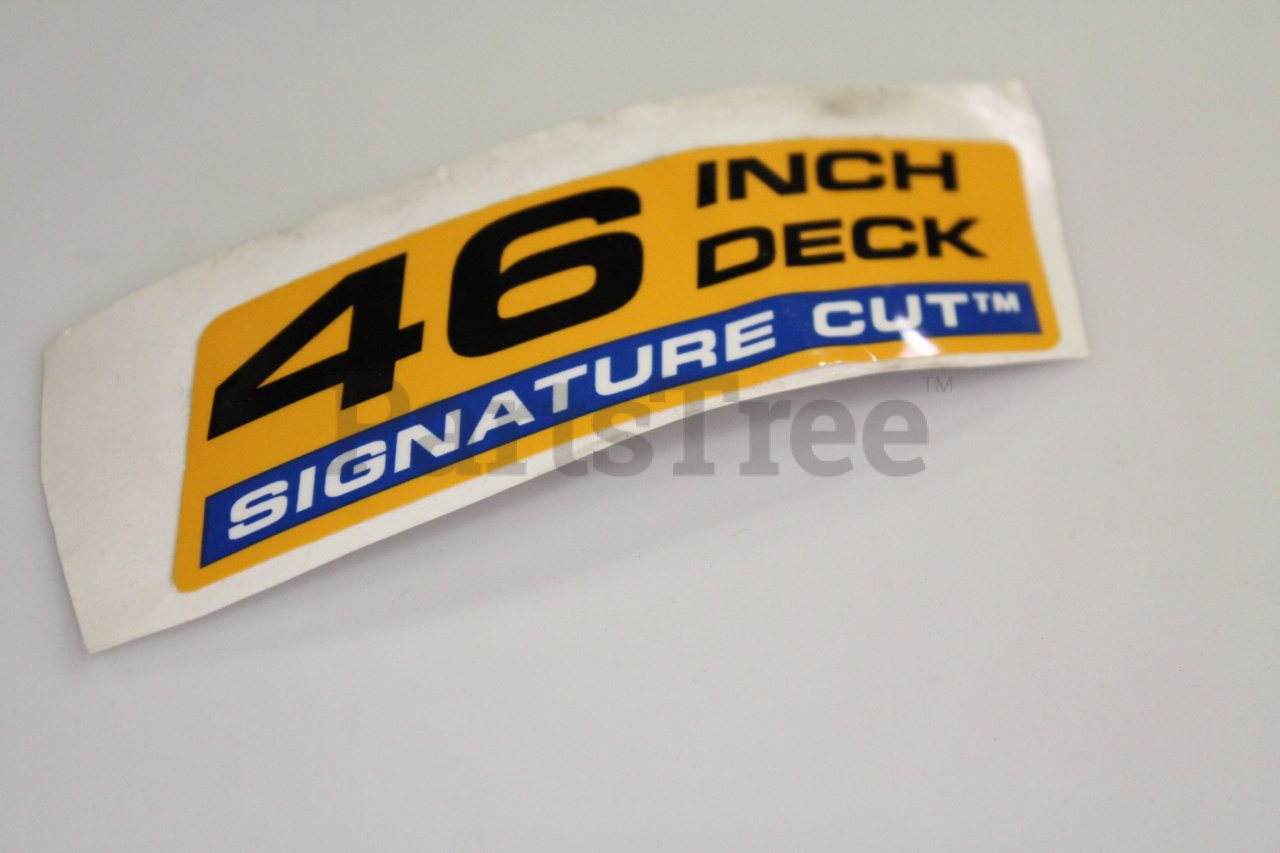 46 INCH
DECK
SIGNATURE CUT™
PartsTree™